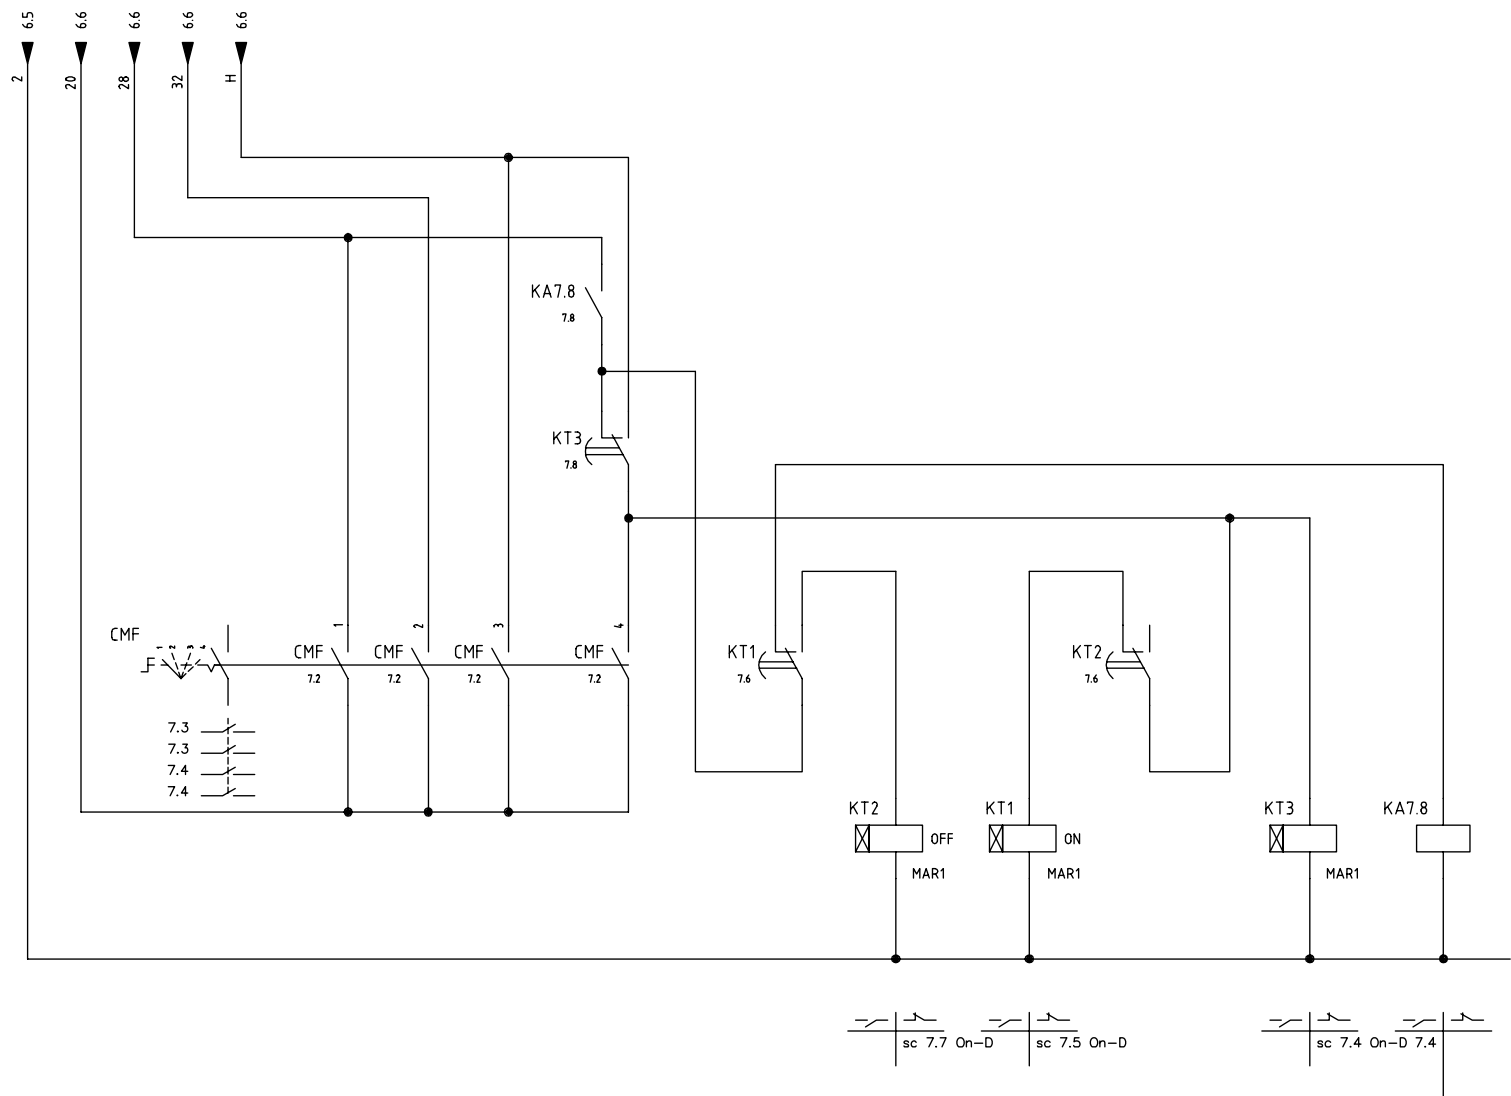 6.5 6.6 6.6 6.6 6.6
2 20 28 32 H
KA7.8
7.8
KT3
7.8
1 2 3 4
CMF
1 2 3 4
CMF CMF CMF CMF KT1 KT2
7.2 7.2 7.2 7.2 7.6 7.6
7.3
7.3
7.4
7.4
KT2 KT1 KT3 KA7.8
OFF ON
MAR1 MAR1 MAR1
sc 7.7 On-D sc 7.5 On-D sc 7.4 On-D 7.4